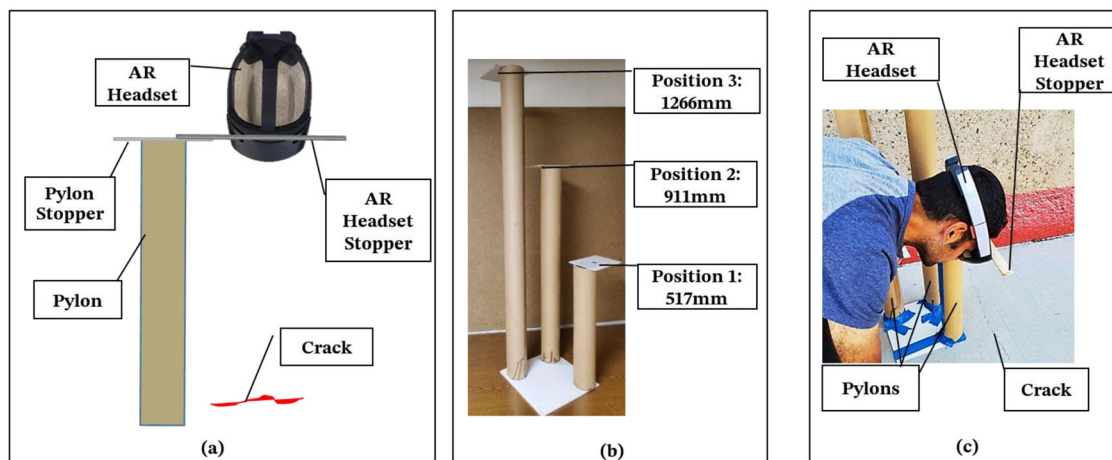 AR
Headset
Pylon
Stopper
AR
Headset
Stopper
Pylon
Crack
(a)
Position 3:
1266mm
Position 2:
911mm
Position 1:
517mm
(b)
AR
Headset
AR
Headset
Stopper
Pylons
Crack
(c)